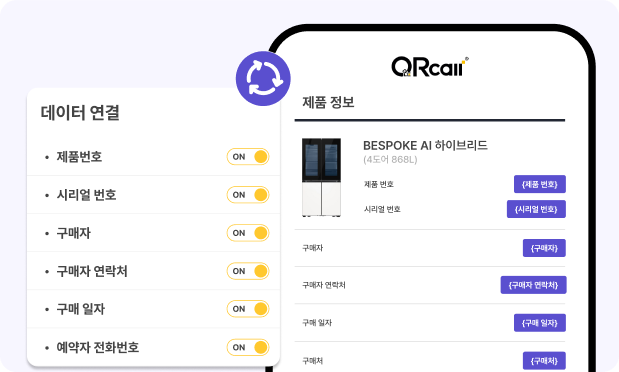 데이터 연결
• 제품번호 ON
• 시리얼 번호 ON
• 구매자 ON
• 구매자 연락처 ON
• 구매 일자 ON
• 예약자 전화번호 ON
QRcall
제품 정보
BESPOKE AI 하이브리드
(4도어 868L)
제품 번호 {제품 번호}
시리얼 번호 {시리얼 번호}
구매자 {구매자}
구매자 연락처 {구매자 연락처}
구매 일자 {구매 일자}
구매처 {구매처}